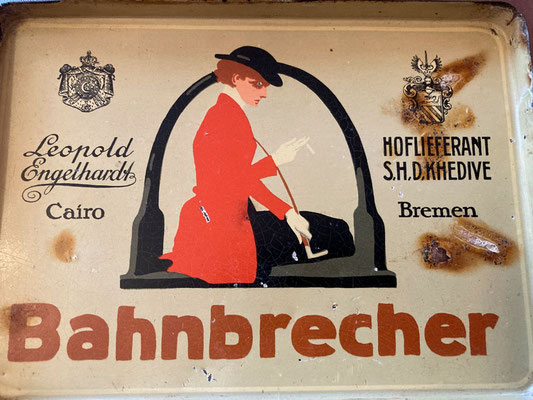 Leopold
Engelhardt
Cairo
HOFLIEFERANT
S.H.D.KHEDIVE
Bremen
Bahnbrecher